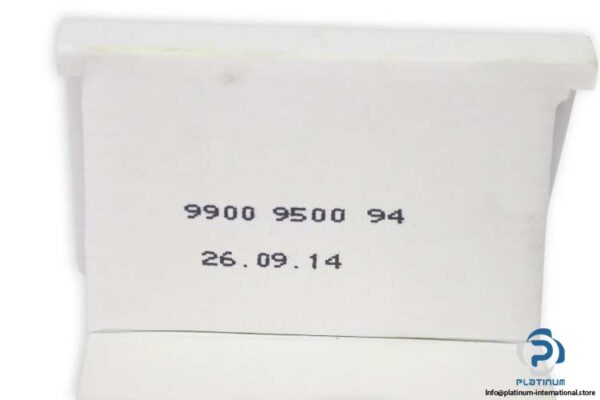 9900 9500 94
26.09.14
PLATINUM
Info@platinum-international.store